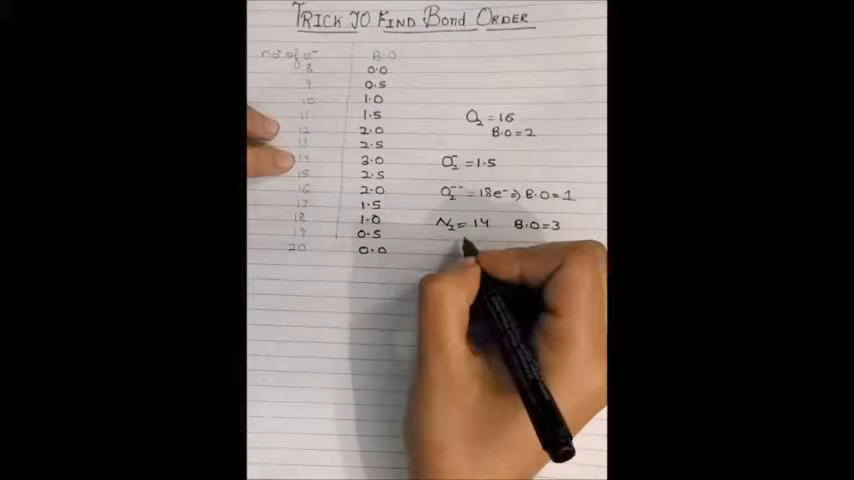 TRICK TO FIND BOND ORDER
no of e⁻ B.O
8 0.0
9 0.5
10 1.0
11 1.5
12 2.0
13 2.5
14 3.0
15 2.5
16 2.0
17 1.5
18 1.0
19 0.5
20 0.0
O₂ = 16
B.O = 2
O₂⁻ = 1.5
O₂⁻⁻ = 18e⁻ ⇒ B.O = 1
N₂ = 14 B.O = 3